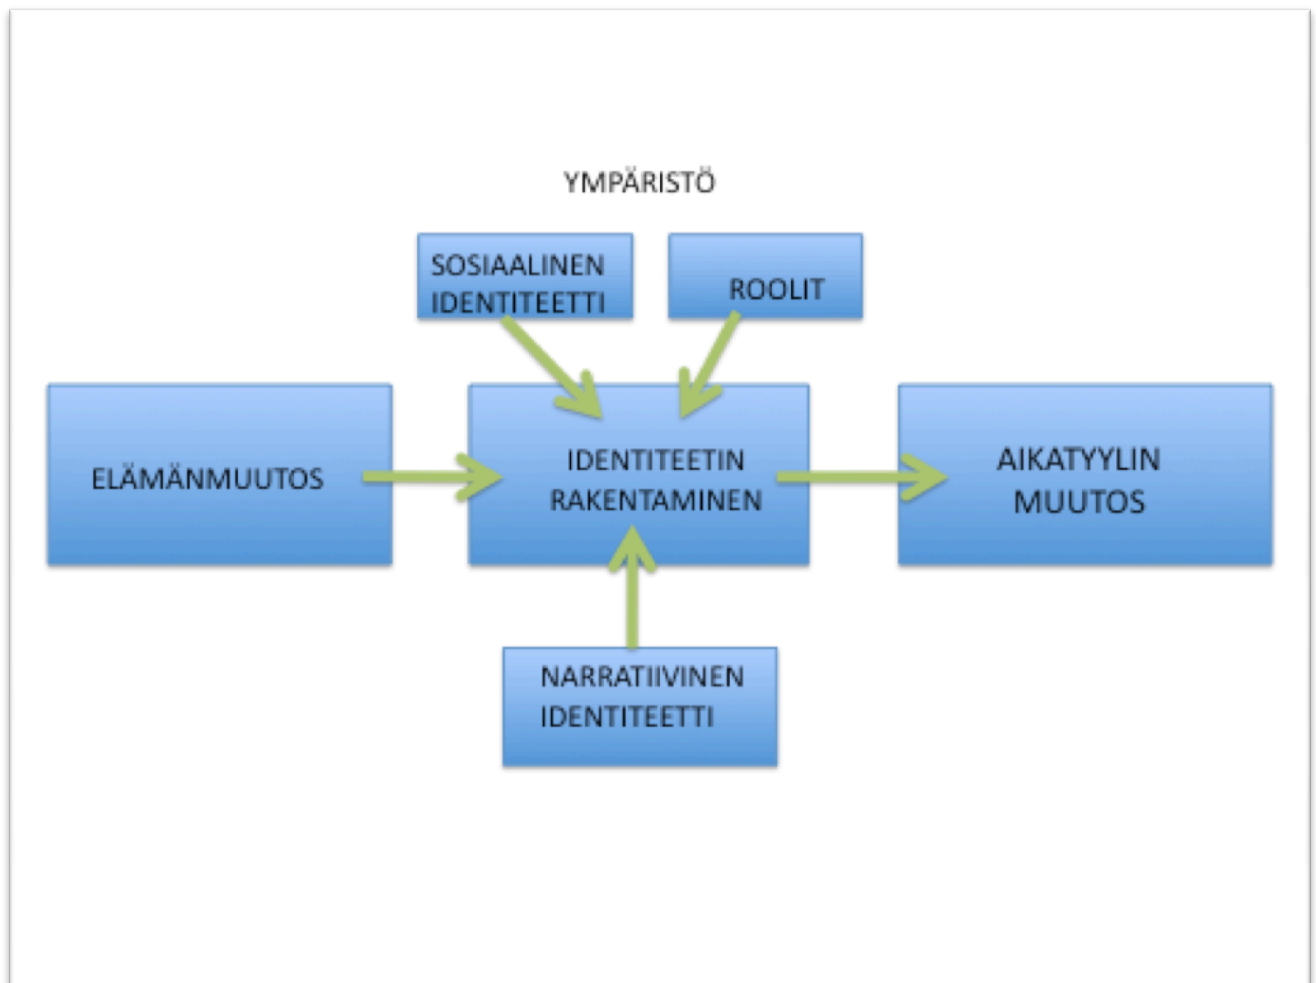 YMPÄRISTÖ
SOSIAALINEN
IDENTITEETTI
ROOLIT
ELÄMÄNMUUTOS
IDENTITEETIN
RAKENTAMINEN
AIKATYYLIN
MUUTOS
NARRATIIVINEN
IDENTITEETTI